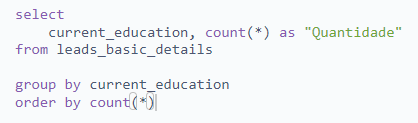 select
current_education, count(*) as "Quantidade"
from leads_basic_details
group by current_education
order by count(*)